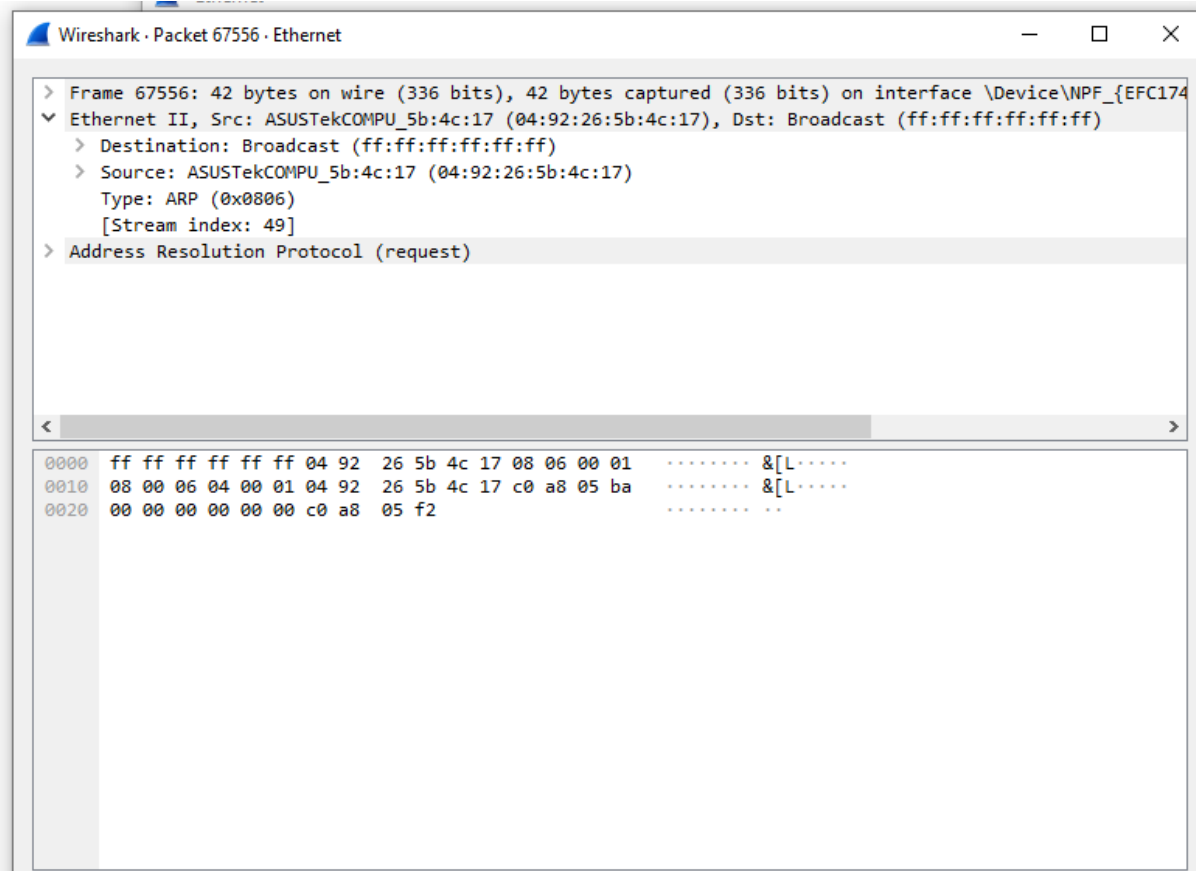 Wireshark · Packet 67556 · Ethernet
> Frame 67556: 42 bytes on wire (336 bits), 42 bytes captured (336 bits) on interface \Device\NPF_{EFC174
Ethernet II, Src: ASUSTekCOMPU_5b:4c:17 (04:92:26:5b:4c:17), Dst: Broadcast (ff:ff:ff:ff:ff:ff)
> Destination: Broadcast (ff:ff:ff:ff:ff:ff)
> Source: ASUSTekCOMPU_5b:4c:17 (04:92:26:5b:4c:17)
Type: ARP (0x0806)
[Stream index: 49]
> Address Resolution Protocol (request)
0000 ff ff ff ff ff ff 04 92 26 5b 4c 17 08 06 00 01 ········ &[L·····
0010 08 00 06 04 00 01 04 92 26 5b 4c 17 c0 a8 05 ba ········ &[L·····
0020 00 00 00 00 00 00 c0 a8 05 f2 ········ ··